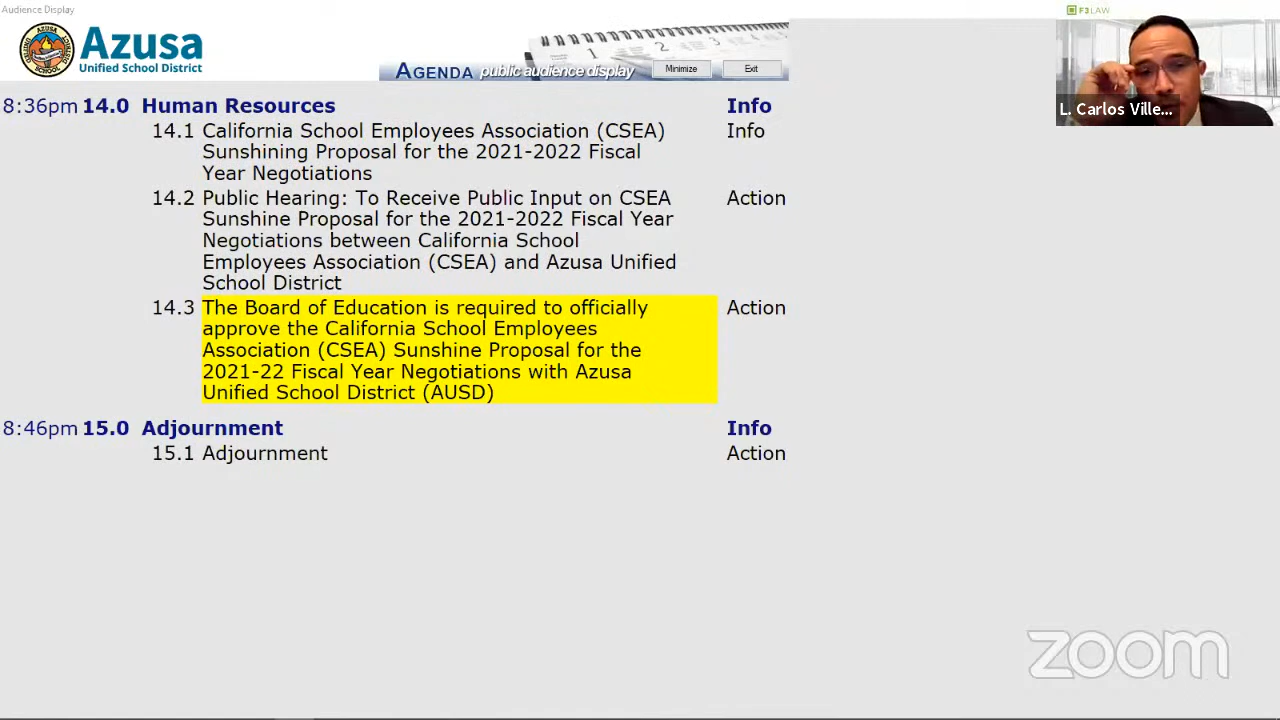 Audience Display
F3LAW
Azusa
Unified School District
AGENDA public audience display
Minimize
Exit
L. Carlos Ville...
8:36pm 14.0 Human Resources Info
14.1 California School Employees Association (CSEA) Info
Sunshining Proposal for the 2021-2022 Fiscal
Year Negotiations
14.2 Public Hearing: To Receive Public Input on CSEA Action
Sunshine Proposal for the 2021-2022 Fiscal Year
Negotiations between California School
Employees Association (CSEA) and Azusa Unified
School District
14.3 The Board of Education is required to officially Action
approve the California School Employees
Association (CSEA) Sunshine Proposal for the
2021-22 Fiscal Year Negotiations with Azusa
Unified School District (AUSD)
8:46pm 15.0 Adjournment Info
15.1 Adjournment Action
zoom